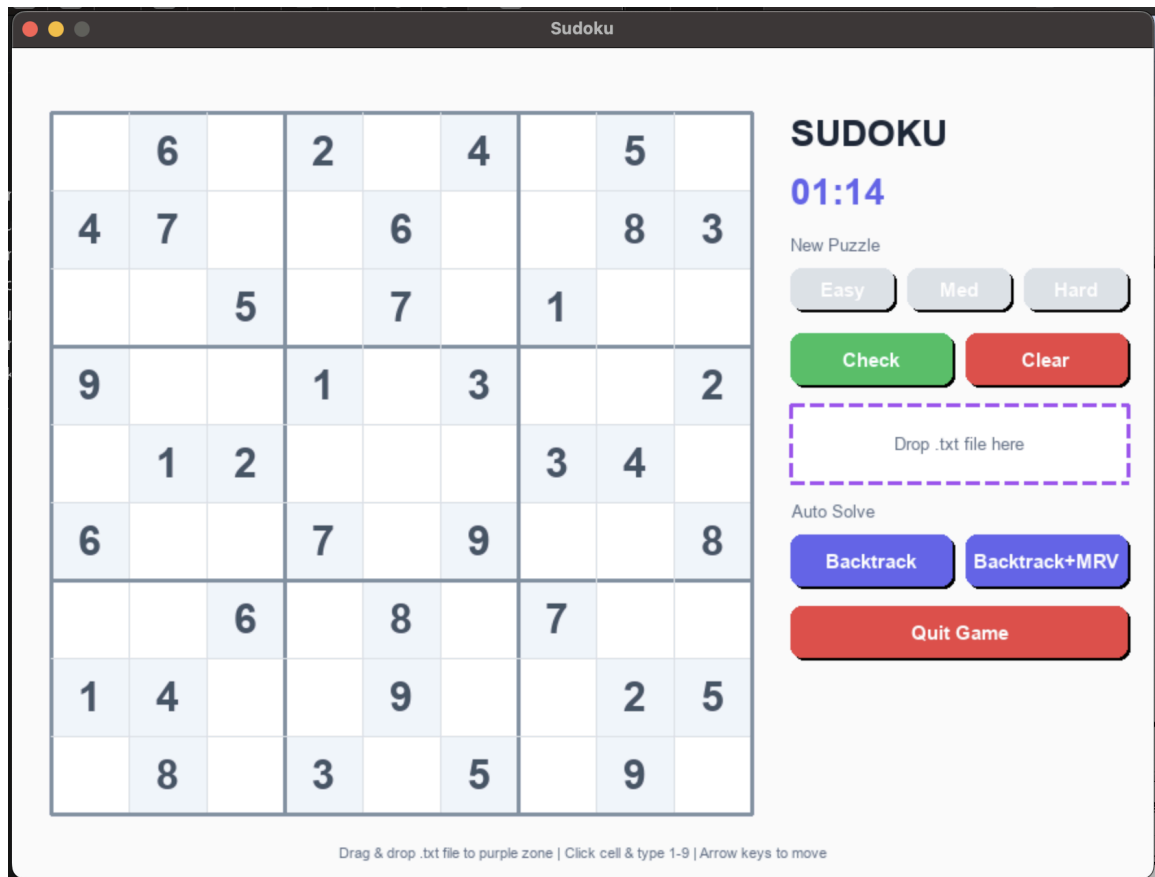 Sudoku
6 2 4 5
4 7 6 8 3
5 7 1
9 1 3 2
1 2 3 4
6 7 9 8
6 8 7
1 4 9 2 5
8 3 5 9
SUDOKU
01:14
New Puzzle
Easy Med Hard
Check Clear
Drop .txt file here
Auto Solve
Backtrack Backtrack+MRV
Quit Game
Drag & drop .txt file to purple zone | Click cell & type 1-9 | Arrow keys to move